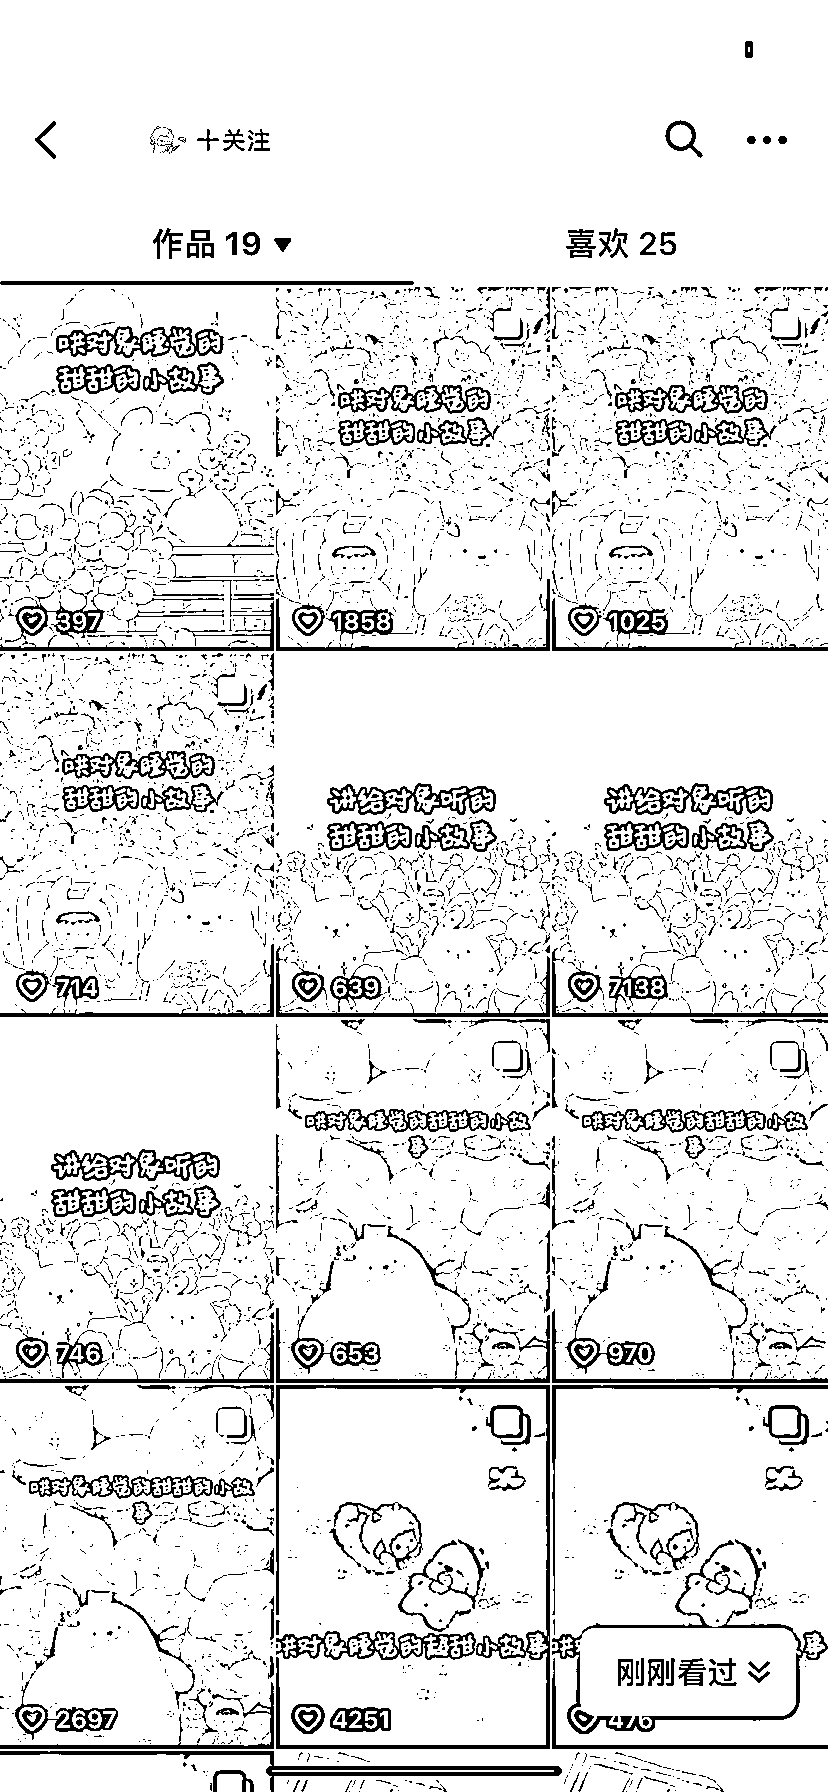 十关注
作品 19 ▼
喜欢 25
哄对象睡觉的
甜甜的小故事
397
哄对象睡觉的
甜甜的小故事
1858
哄对象睡觉的
甜甜的小故事
1025
哄对象睡觉的
甜甜的小故事
714
讲给对象听的
甜甜的小故事
639
讲给对象听的
甜甜的小故事
7138
讲给对象听的
甜甜的小故事
746
哄对象睡觉的甜甜的小故
事
653
哄对象睡觉的甜甜的小故
事
970
哄对象睡觉的甜甜的小故
事
2697
哄对象睡觉的超甜小故事
4251
哄
事
476
刚刚看过